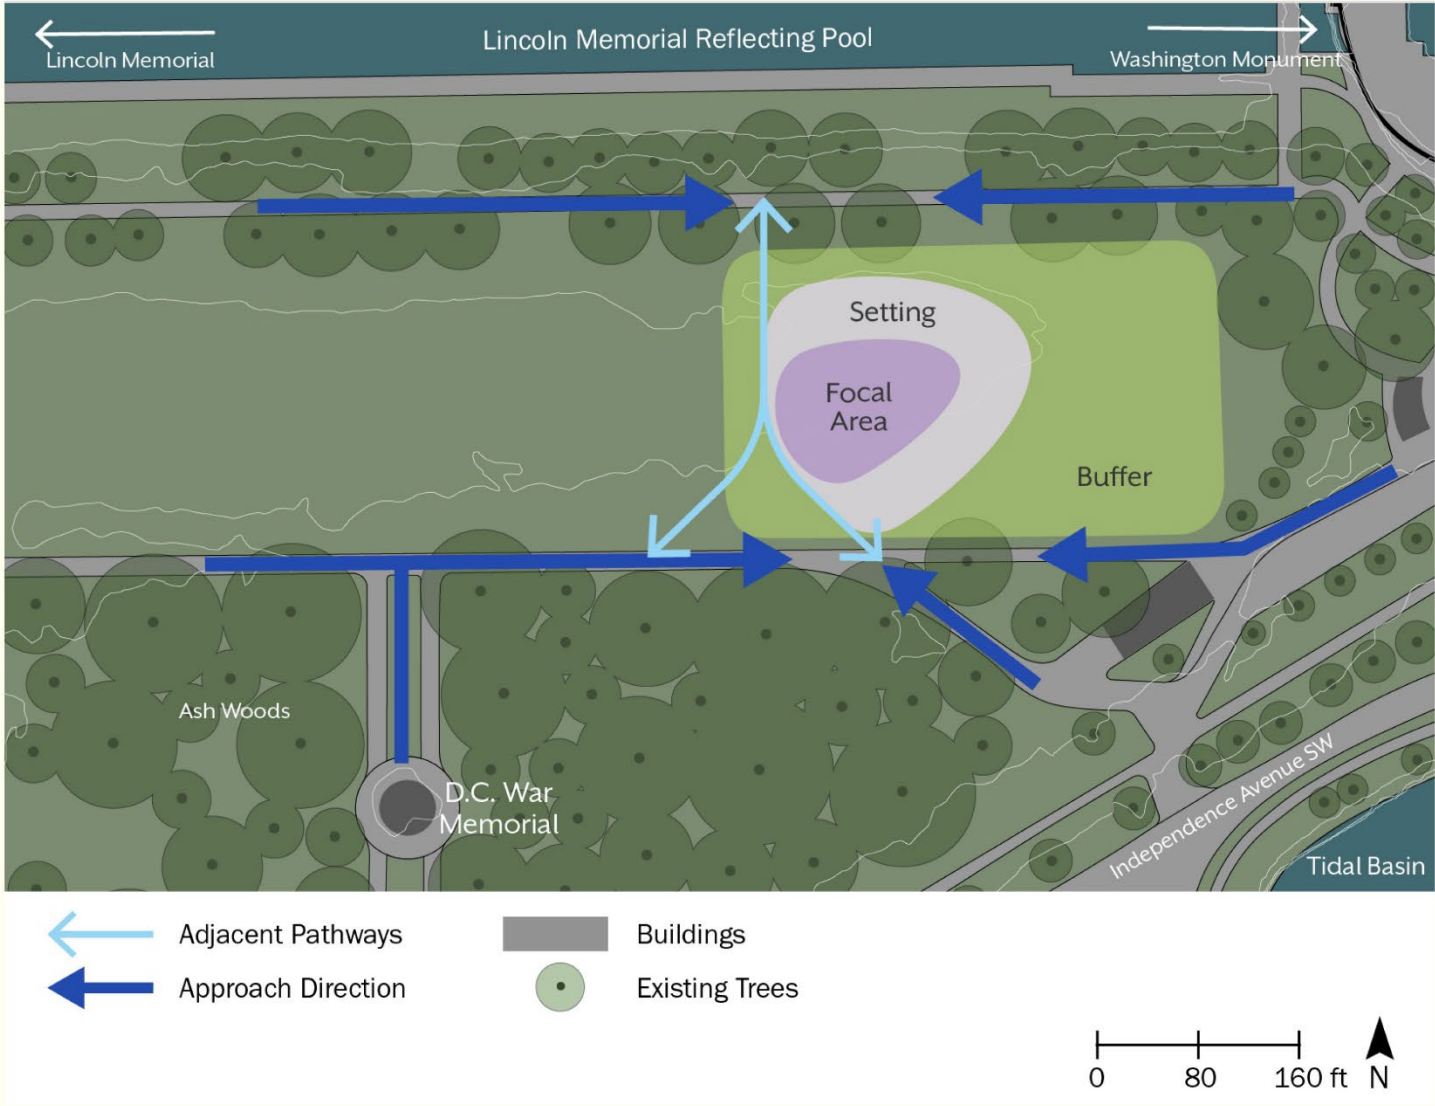 Lincoln Memorial
Lincoln Memorial Reflecting Pool
Washington Monument
Setting
Focal
Area
Buffer
Ash Woods
D.C. War
Memorial
Independence Avenue SW
Tidal Basin
Adjacent Pathways
Buildings
Approach Direction
Existing Trees
0 80 160 ft N